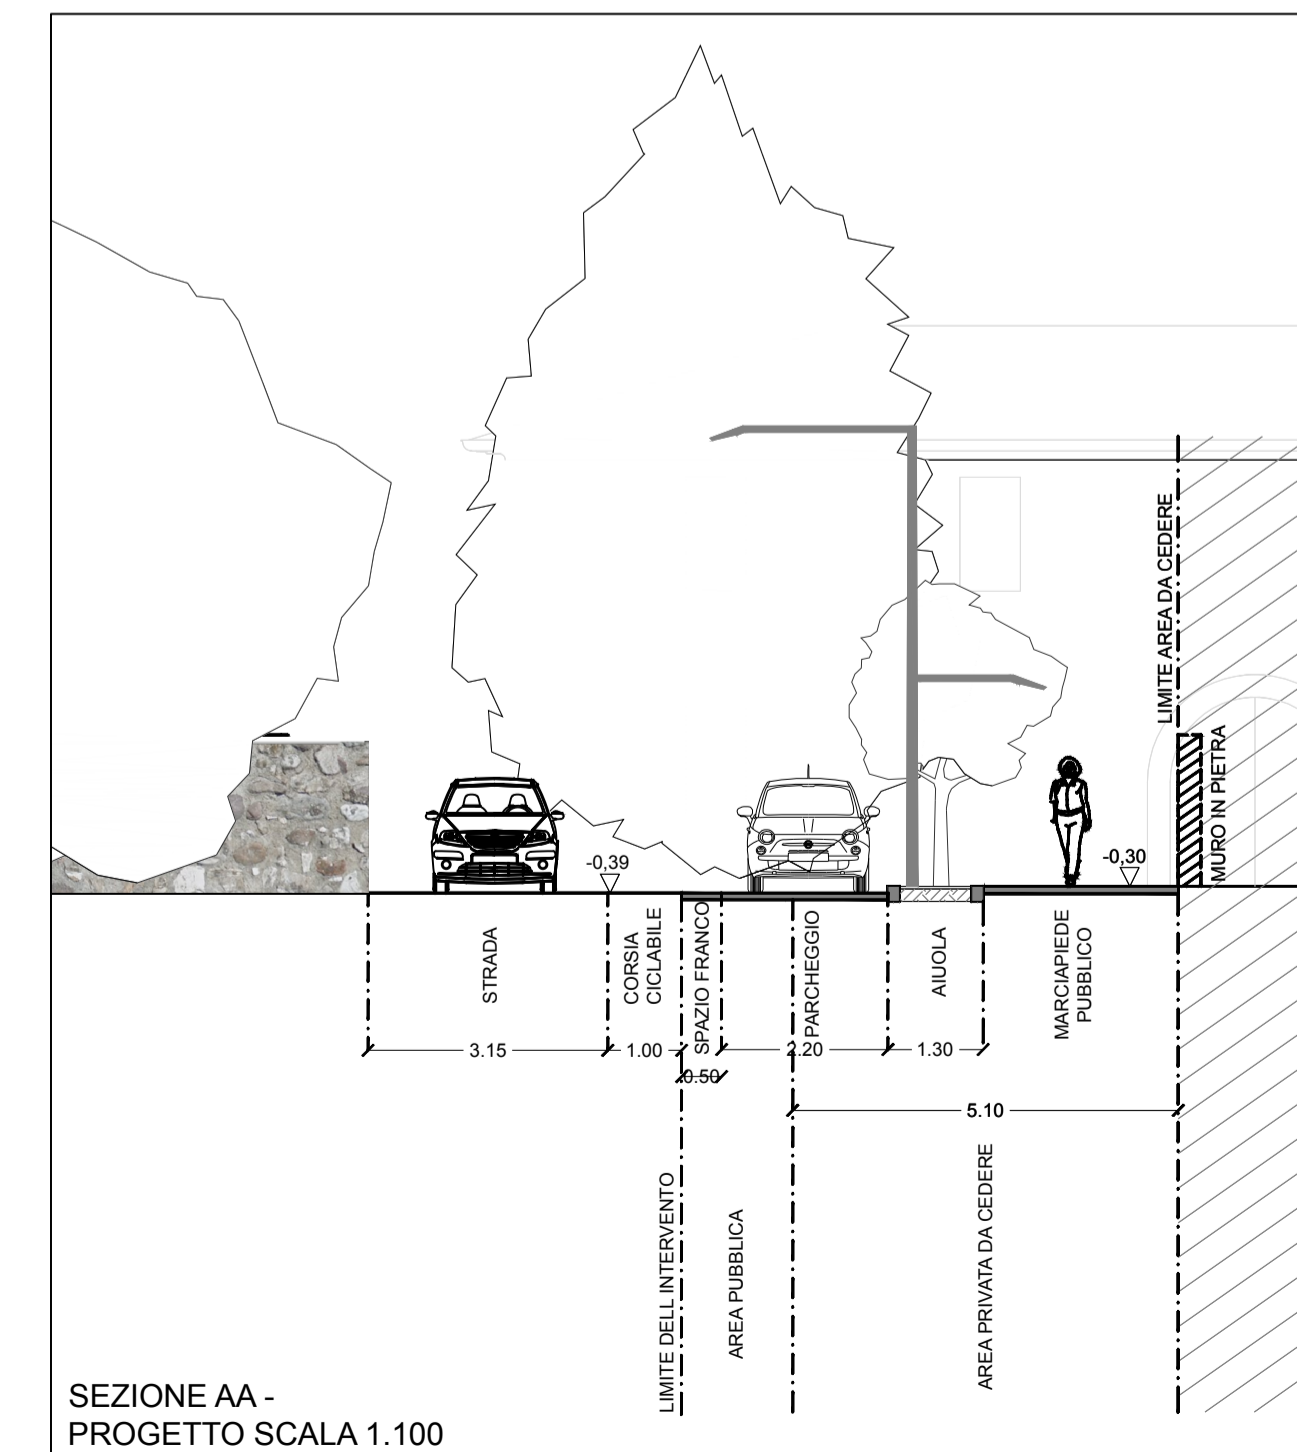 LIMITE AREA DA CEDERE
MURO IN PIETRA
-0,39
-0,30
STRADA
CORSIA
CICLABILE
SPAZIO FRANCO
PARCHEGGIO
AIUOLA
MARCIAPIEDE
PUBBLICO
3.15
1.00
2.20
1.30
0.50
5.10
LIMITE DELL INTERVENTO
AREA PUBBLICA
AREA PRIVATA DA CEDERE
SEZIONE AA -
PROGETTO SCALA 1.100